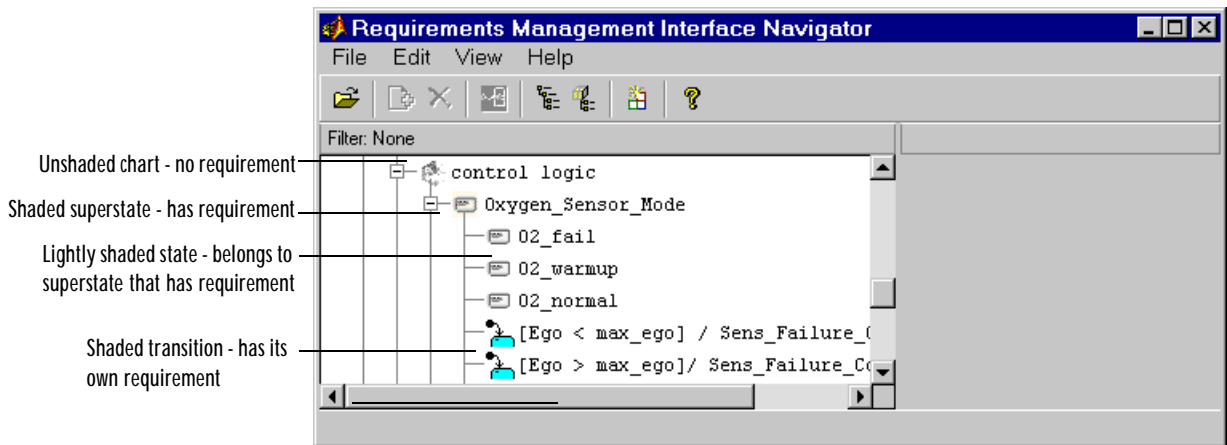 Requirements Management Interface Navigator
File Edit View Help
Filter: None
Unshaded chart - no requirement
control logic
Shaded superstate - has requirement
Oxygen_Sensor_Mode
O2_fail
Lightly shaded state - belongs to
superstate that has requirement
O2_warmup
O2_normal
[Ego < max_ego] / Sens_Failure_
Shaded transition - has its
own requirement
[Ego > max_ego]/ Sens_Failure_Co